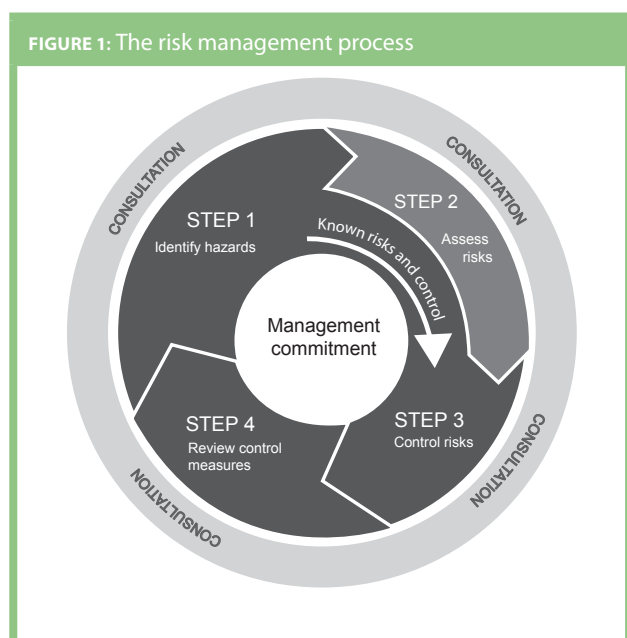 FIGURE 1: The risk management process
CONSULTATION
CONSULTATION
STEP 1
Identify hazards
STEP 2
Assess
risks
Known risks and control
Management
commitment
STEP 4
Review control
measures
STEP 3
Control risks
CONSULTATION
CONSULTATION